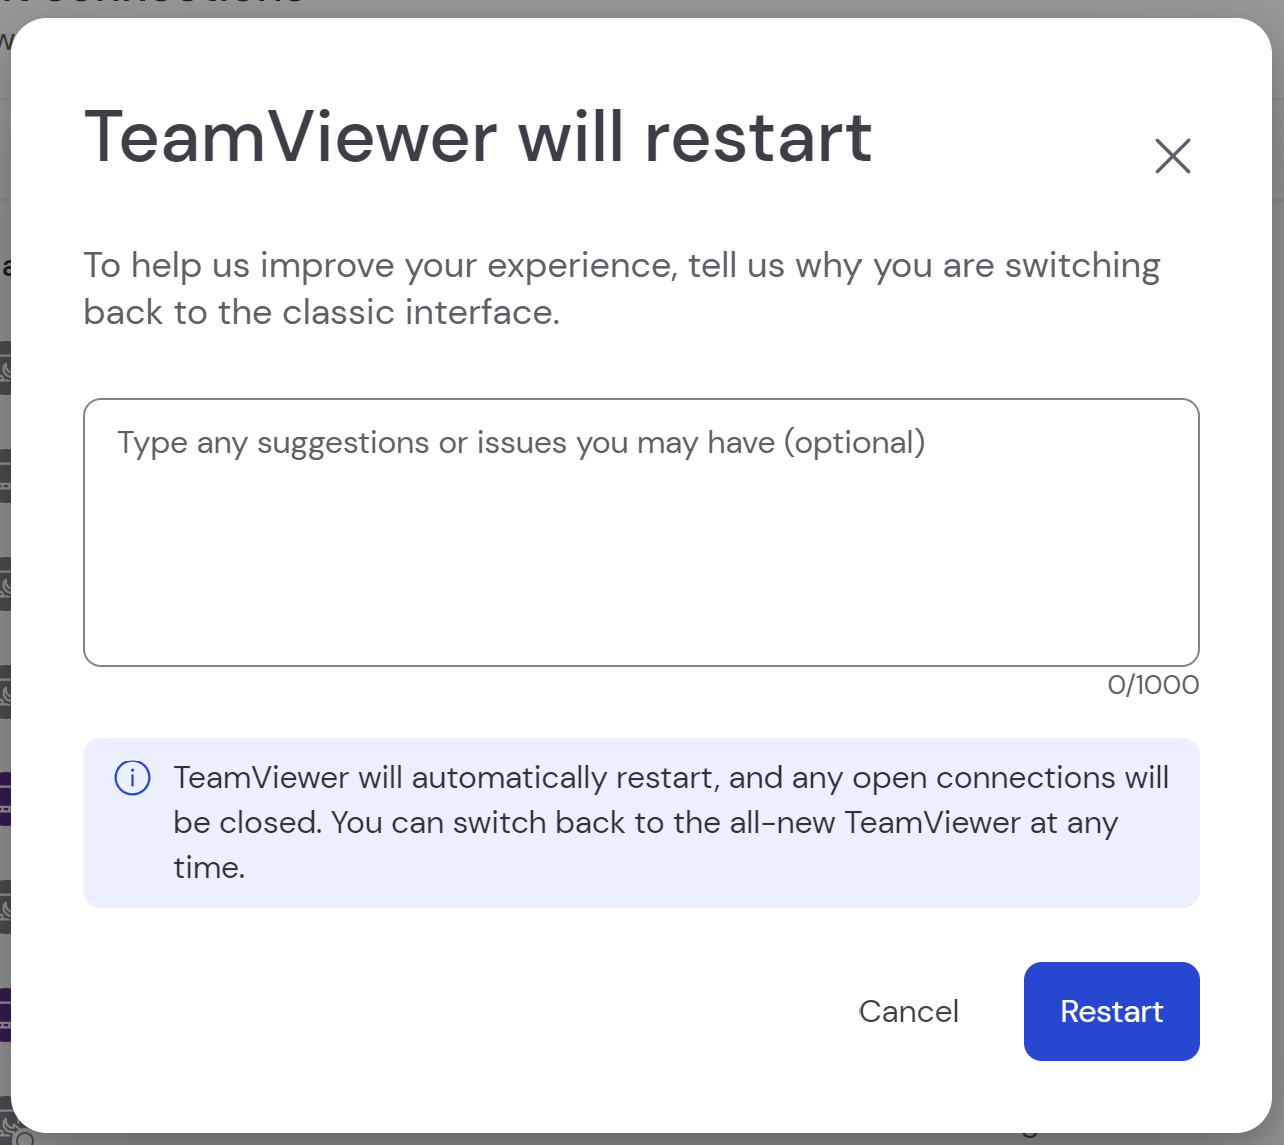 TeamViewer will restart
To help us improve your experience, tell us why you are switching
back to the classic interface.
Type any suggestions or issues you may have (optional)
0/1000
TeamViewer will automatically restart, and any open connections will
be closed. You can switch back to the all-new TeamViewer at any
time.
Cancel
Restart